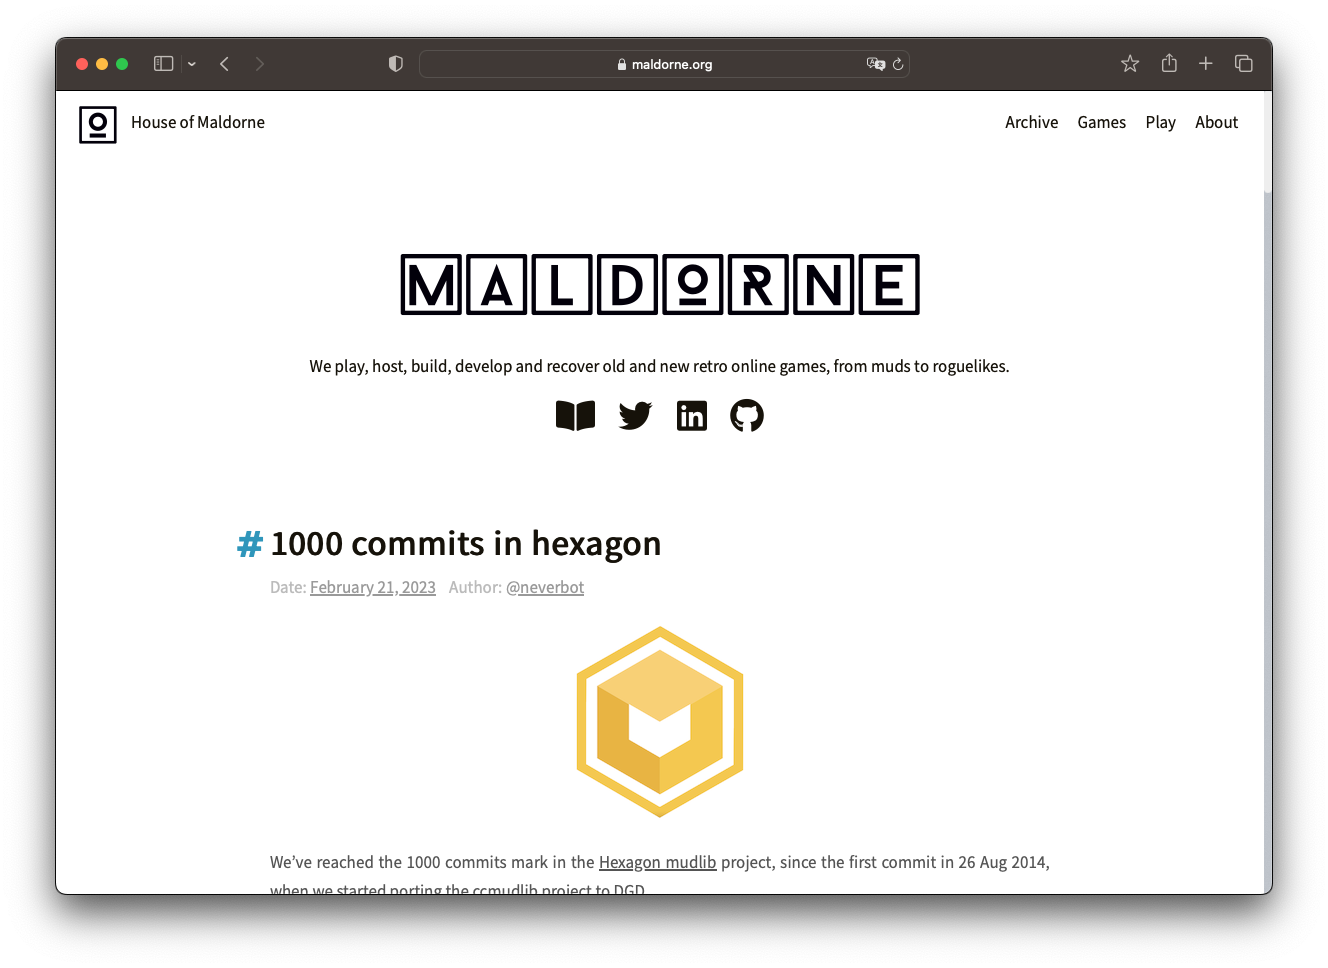 maldorne.org
House of Maldorne
Archive Games Play About
MALDORNE
We play, host, build, develop and recover old and new retro online games, from muds to roguelikes.
in
# 1000 commits in hexagon
Date: February 21, 2023 Author: @neverbot
We’ve reached the 1000 commits mark in the Hexagon mudlib project, since the first commit in 26 Aug 2014,
when we started porting the ccmudlib project to DGD.